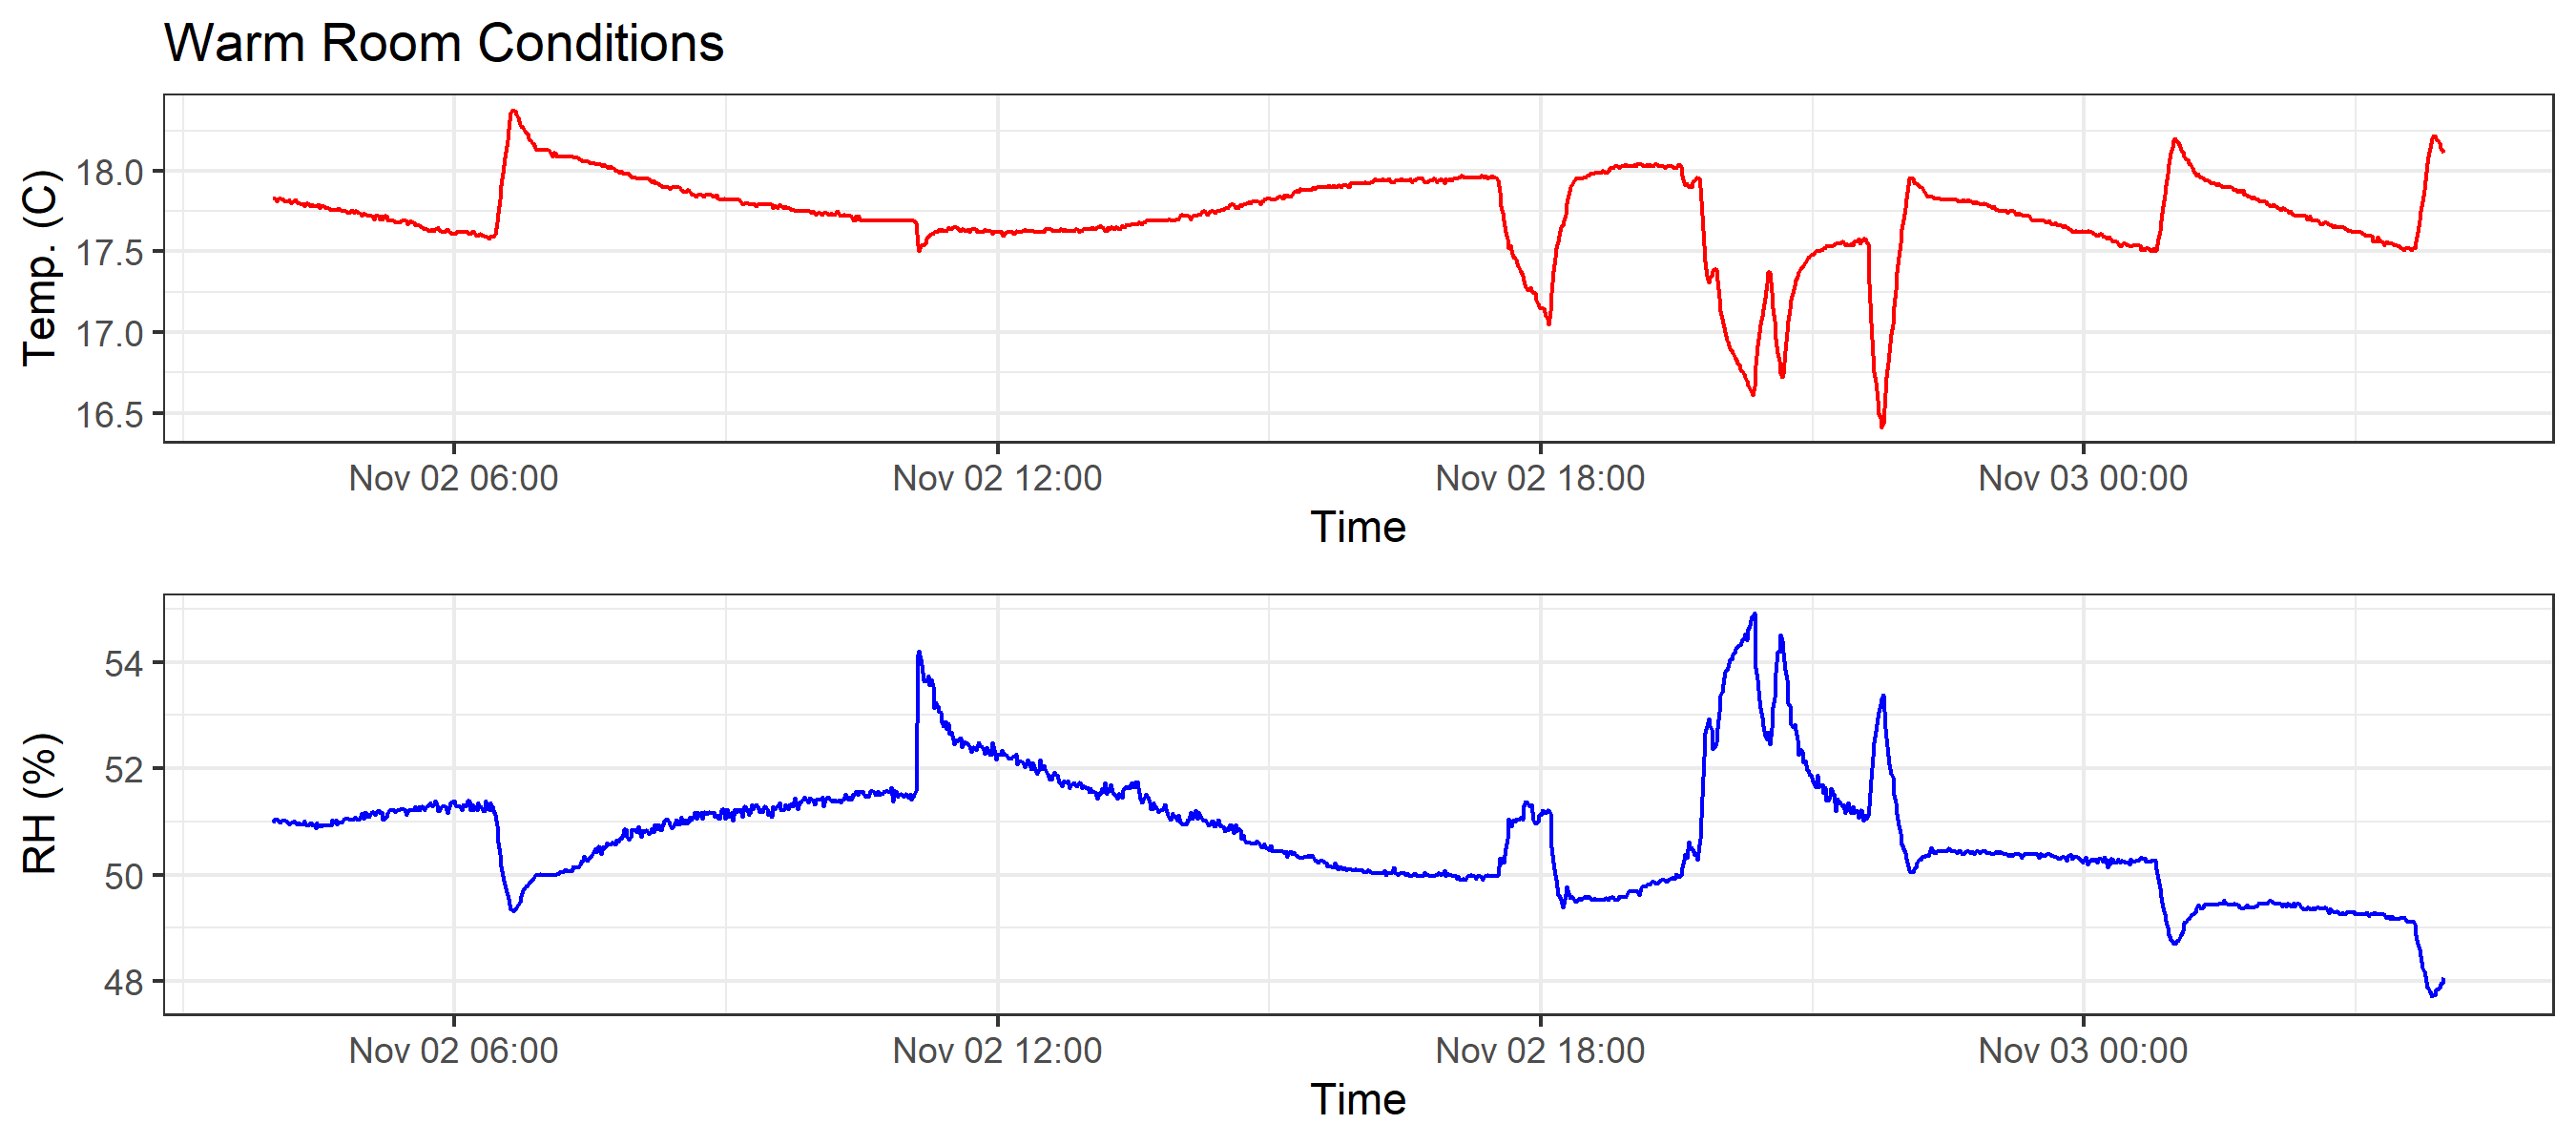 Warm Room Conditions
Temp. (C)
18.0
17.5
17.0
16.5
Nov 02 06:00 Nov 02 12:00 Nov 02 18:00 Nov 03 00:00
Time
RH (%)
54
52
50
48
Nov 02 06:00 Nov 02 12:00 Nov 02 18:00 Nov 03 00:00
Time